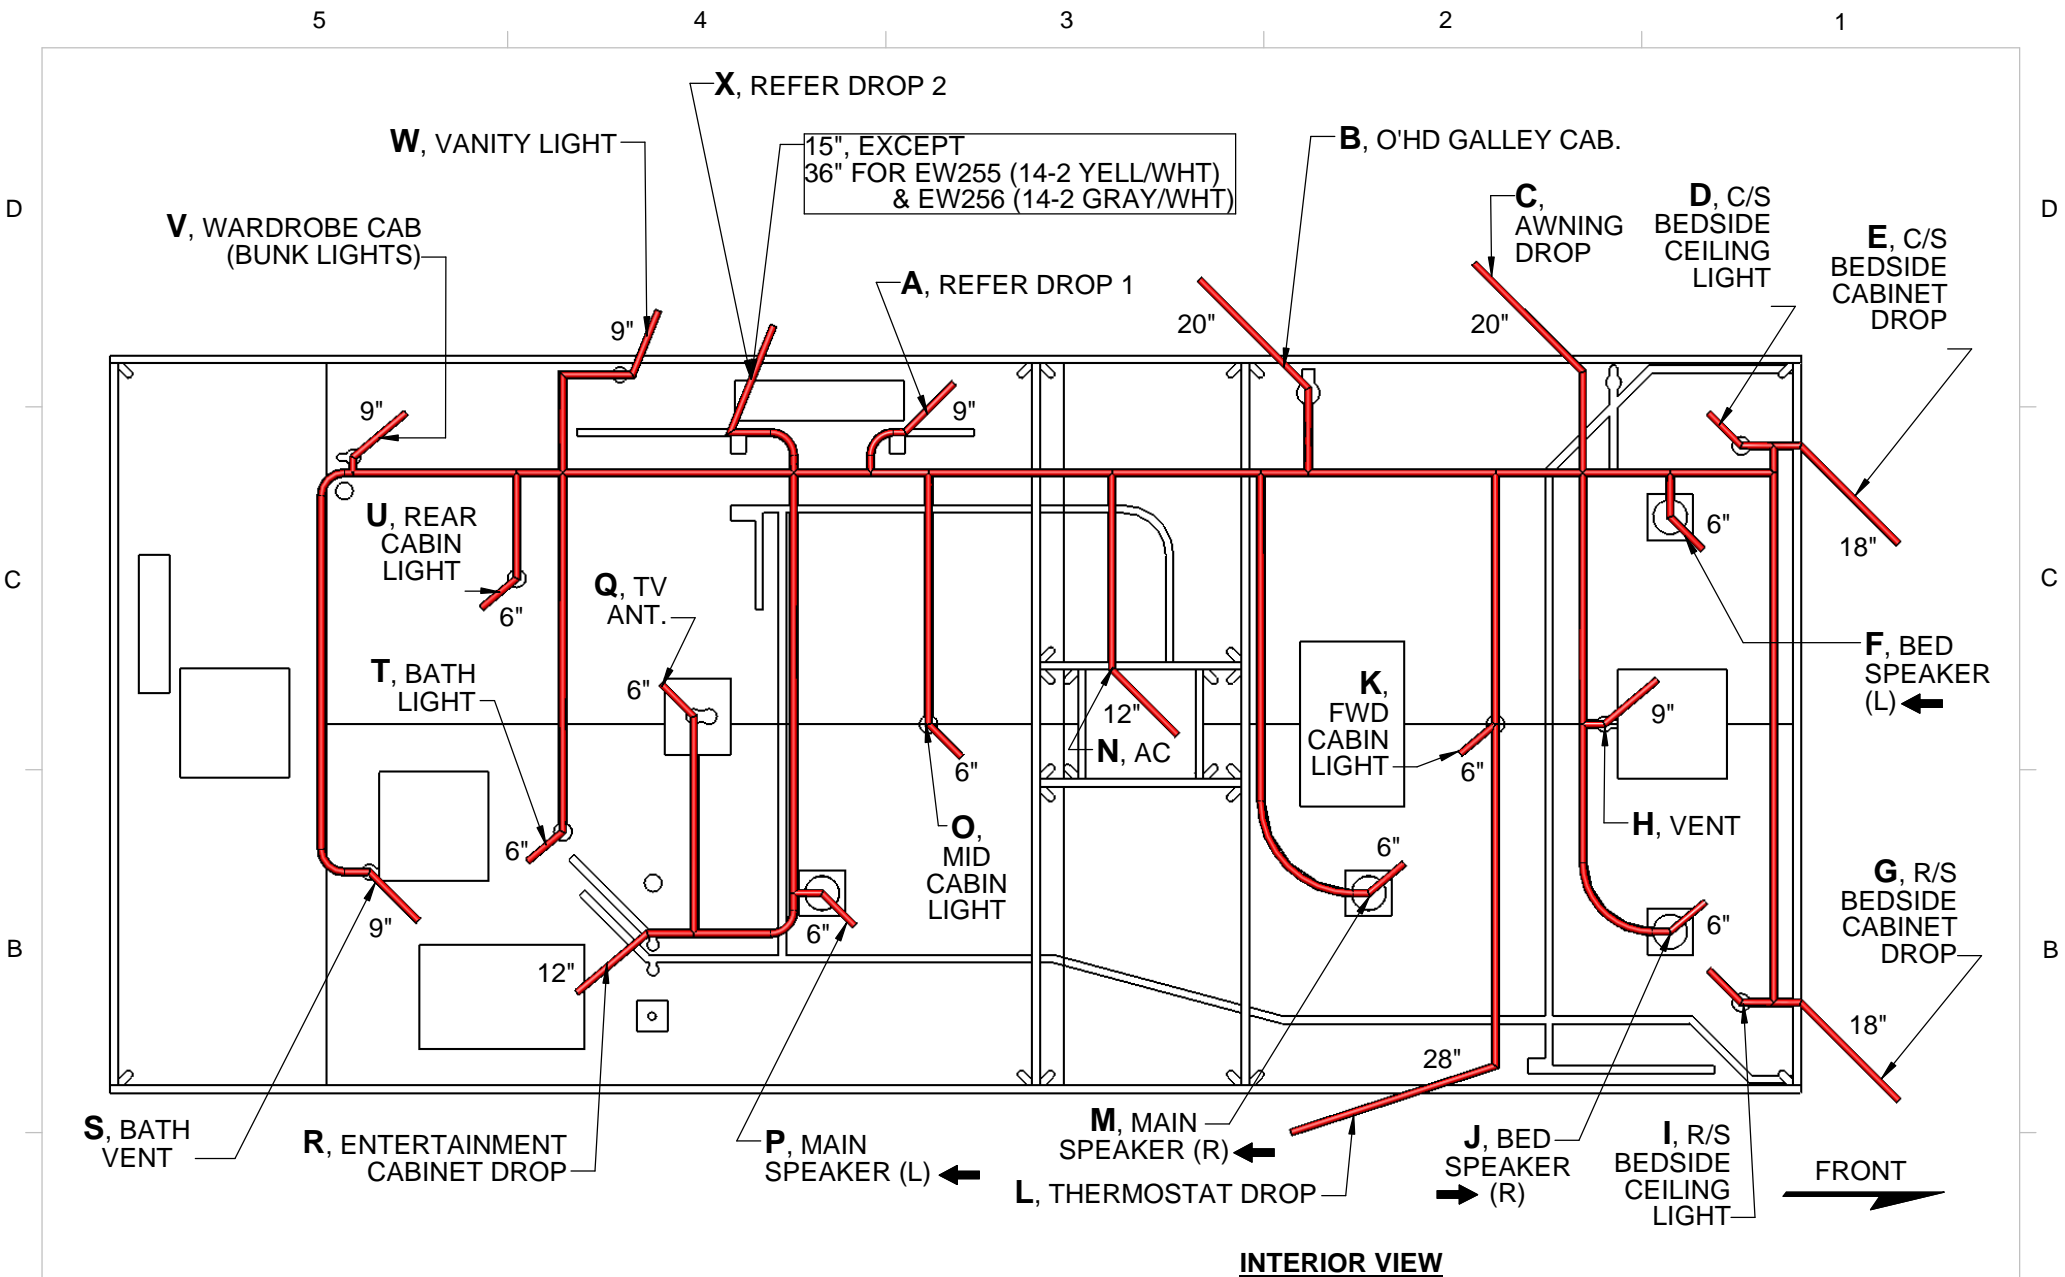 5 4 3 2 1
X, REFER DROP 2
W, VANITY LIGHT
15", EXCEPT
36" FOR EW255 (14-2 YELL/WHT)
& EW256 (14-2 GRAY/WHT)
B, O'HD GALLEY CAB.
D
D
V, WARDROBE CAB
(BUNK LIGHTS)
C,
AWNING
DROP
D, C/S
BEDSIDE
CEILING
LIGHT
E, C/S
BEDSIDE
CABINET
DROP
A, REFER DROP 1
9"
20"
20"
9"
9"
U, REAR
CABIN
LIGHT
6"
6"
18"
C
C
Q, TV
ANT.
6"
T, BATH
LIGHT
6"
K,
FWD
CABIN
LIGHT
6"
12"
N, AC
9"
F, BED
SPEAKER
(L)
6"
O,
MID
CABIN
LIGHT
H, VENT
6"
6"
G, R/S
BEDSIDE
CABINET
DROP
9"
6"
6"
B
B
12"
18"
28"
S, BATH
VENT
R, ENTERTAINMENT
CABINET DROP
P, MAIN
SPEAKER (L)
M, MAIN
SPEAKER (R)
L, THERMOSTAT DROP
J, BED
SPEAKER
(R)
I, R/S
BEDSIDE
CEILING
LIGHT
FRONT
INTERIOR VIEW